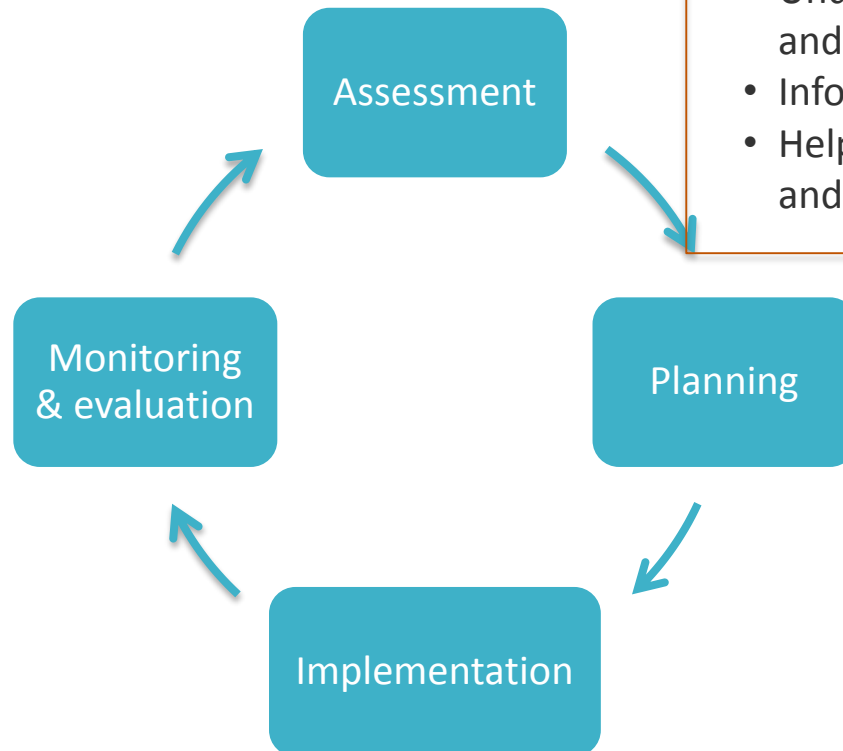 Assessment
and
• Info
• Help
and
Monitoring
& evaluation
Planning
Implementation